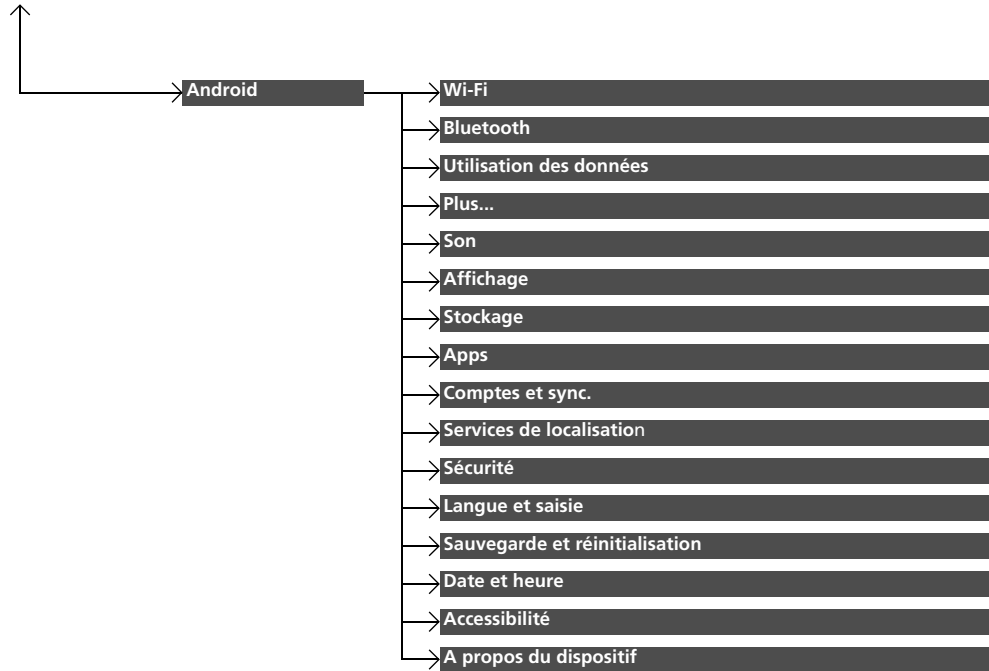 Android
Wi-Fi
Bluetooth
Utilisation des données
Plus...
Son
Affichage
Stockage
Apps
Comptes et sync.
Services de localisation
Sécurité
Langue et saisie
Sauvegarde et réinitialisation
Date et heure
Accessibilité
A propos du dispositif